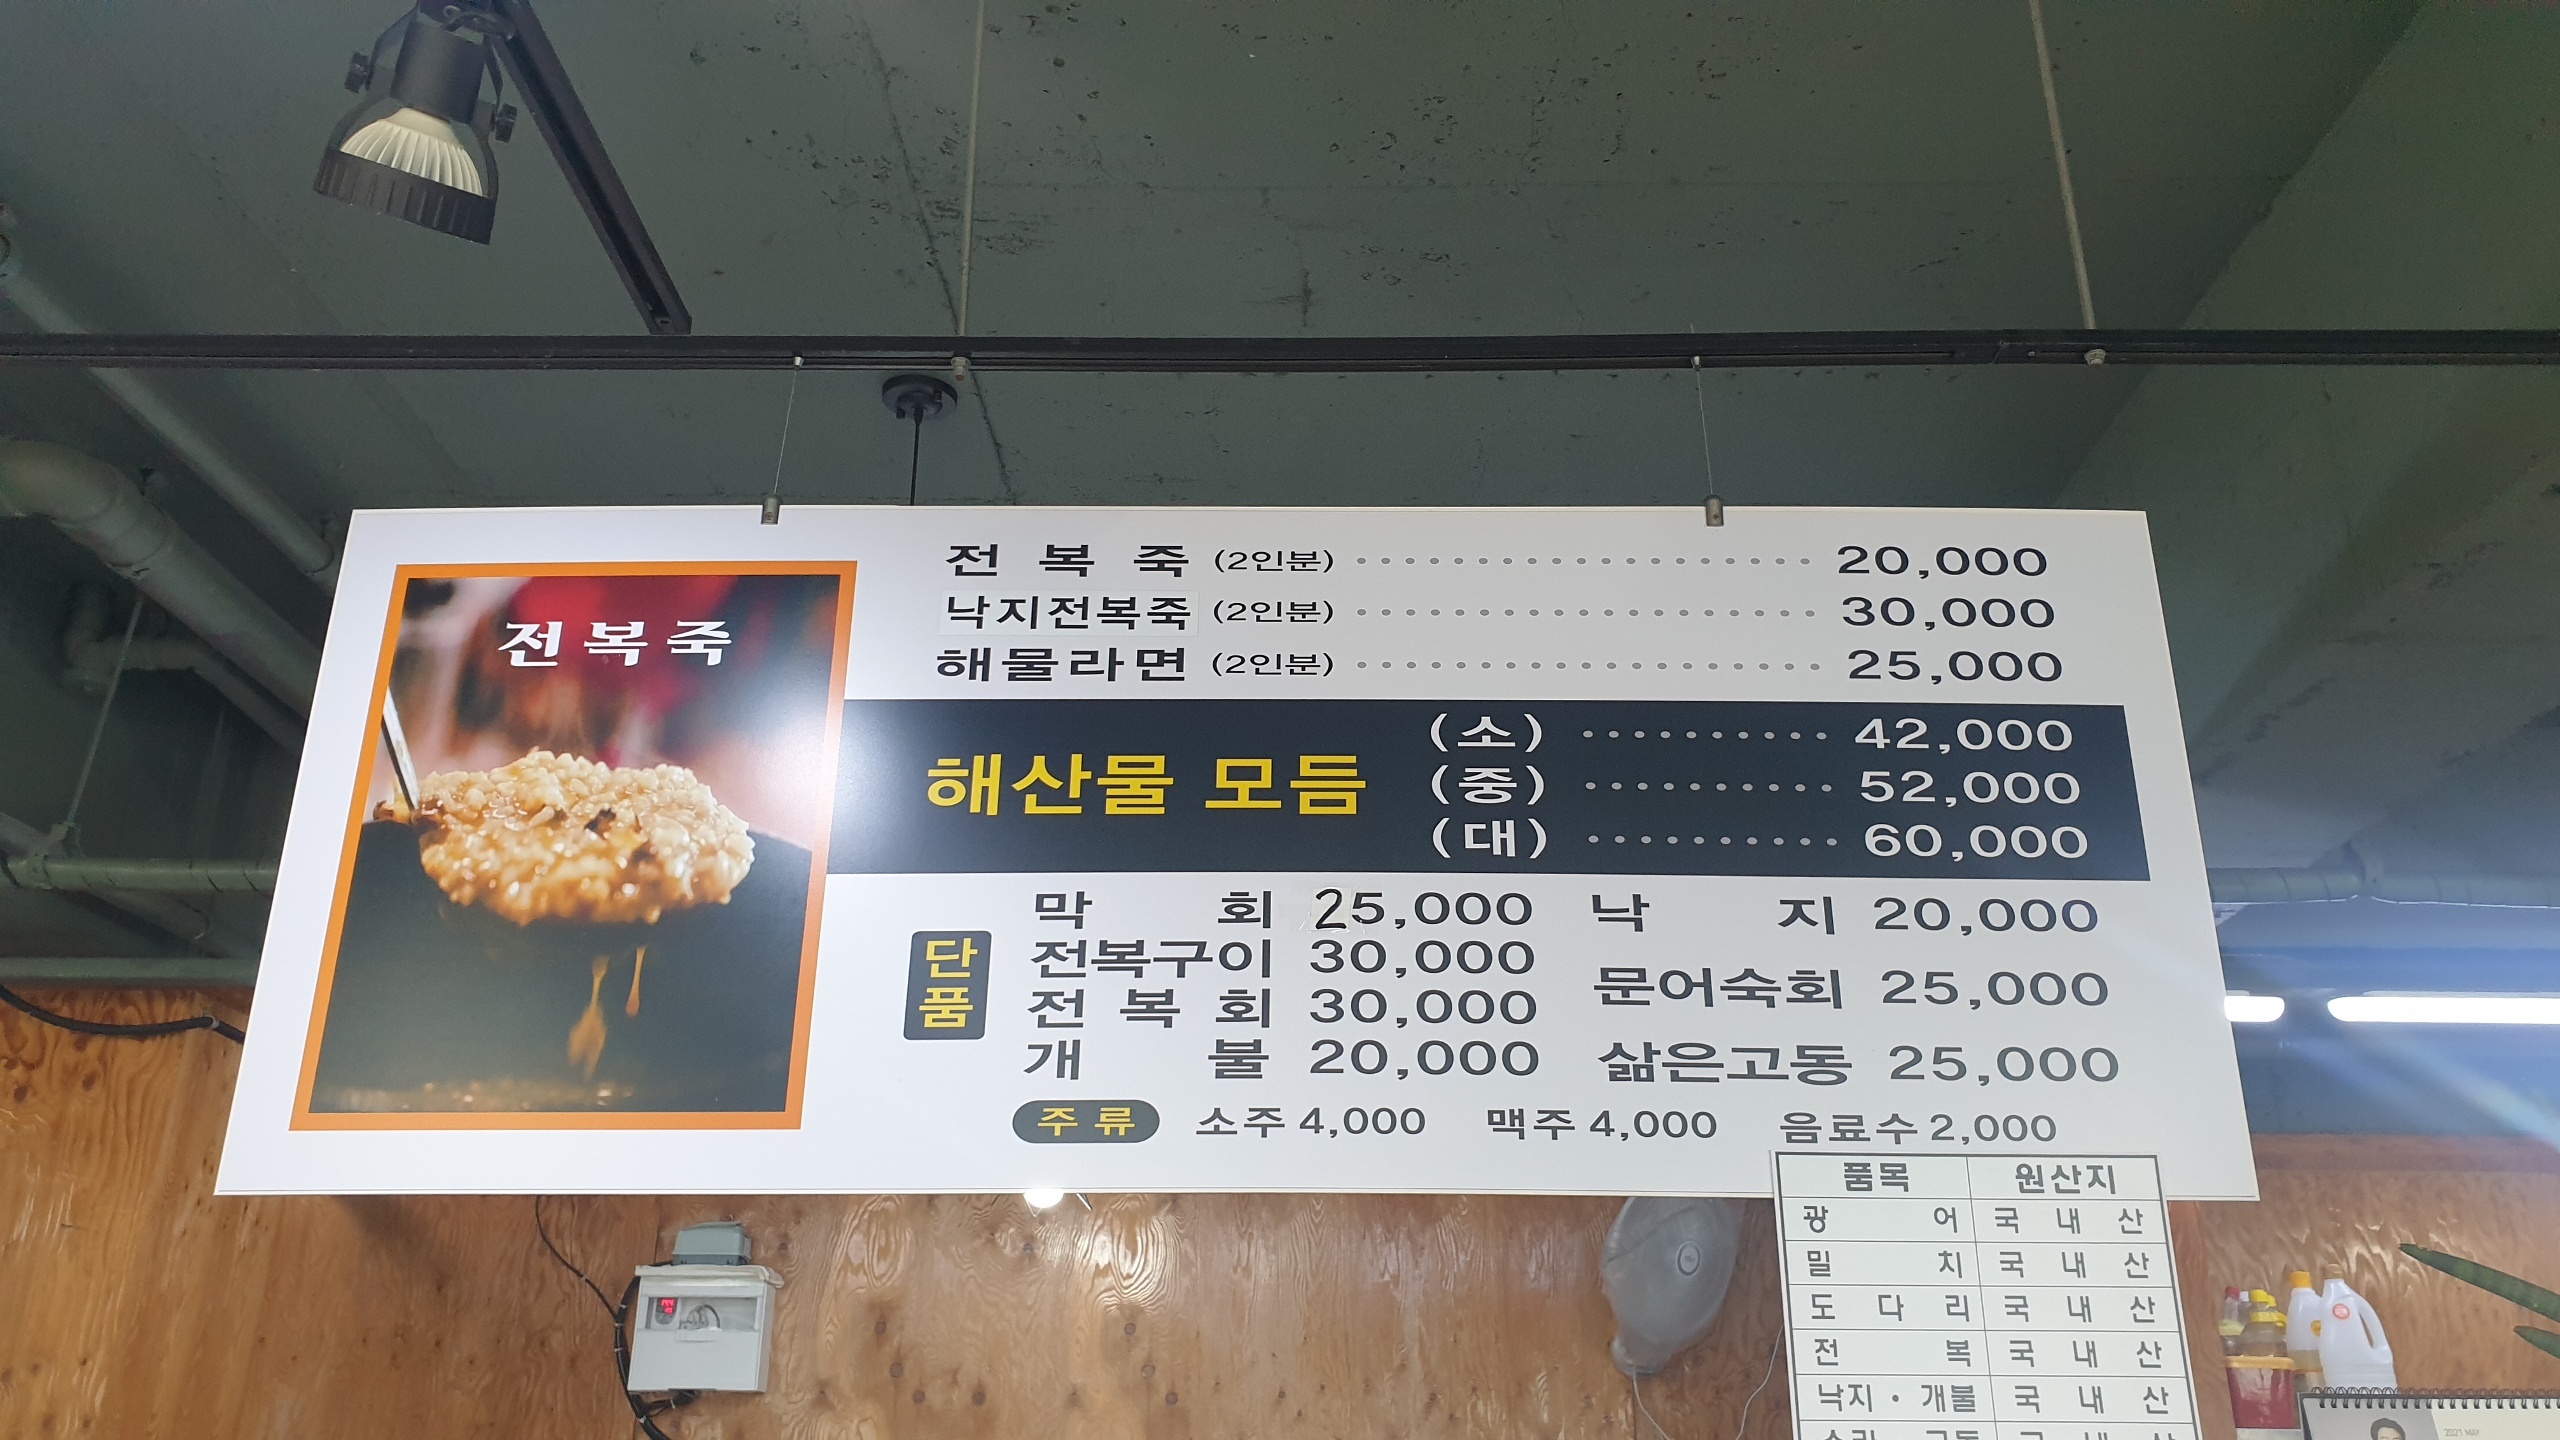 전복죽
전 복 죽 (2인분) 20,000
낙지전복죽 (2인분) 30,000
해물라면 (2인분) 25,000
해산물 모듬
(소) 42,000
(중) 52,000
(대) 60,000
단품
막 회 25,000 낙 지 20,000
전복구이 30,000
문어숙회 25,000
전 복 회 30,000
개 불 20,000 삶은고동 25,000
주류 소주 4,000 맥주 4,000 음료수 2,000
품목 원산지
광 어 국 내 산
밀 치 국 내 산
도 다 리 국 내 산
전 복 국 내 산
낙지 · 개불 국 내 산
2021 MAY